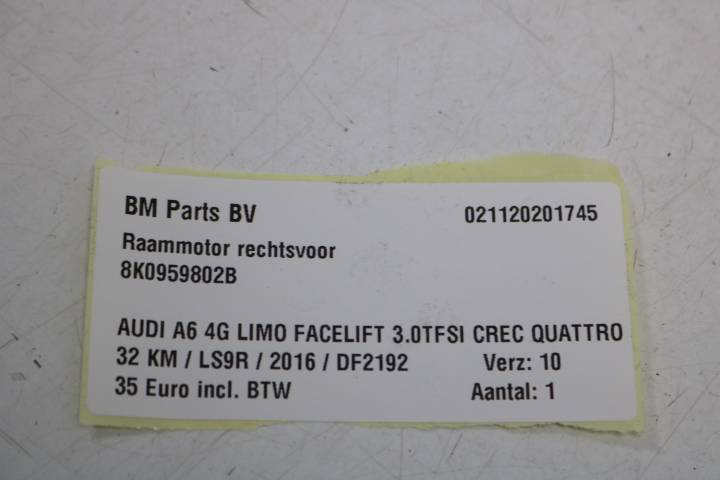 BM Parts BV 021120201745
Raammotor rechtsvoor
8K0959802B
AUDI A6 4G LIMO FACELIFT 3.0TFSI CREC QUATTRO
32 KM / LS9R / 2016 / DF2192 Verz: 10
35 Euro incl. BTW Aantal: 1